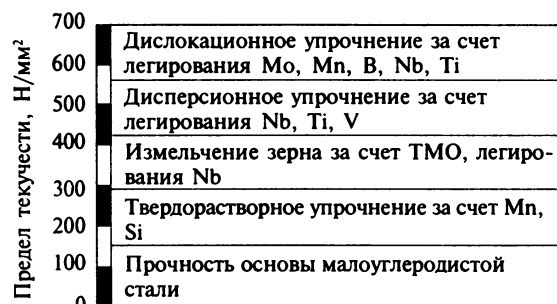 Предел текучести, Н/мм²
700
600
500
400
300
200
100
0
Дислокационное упрочнение за счет
легирования Mo, Mn, B, Nb, Ti
Дисперсионное упрочнение за счет
легирования Nb, Ti, V
Измельчение зерна за счет ТМО, легиро-
вания Nb
Твердорастворное упрочнение за счет Mn,
Si
Прочность основы малоуглеродистой
стали